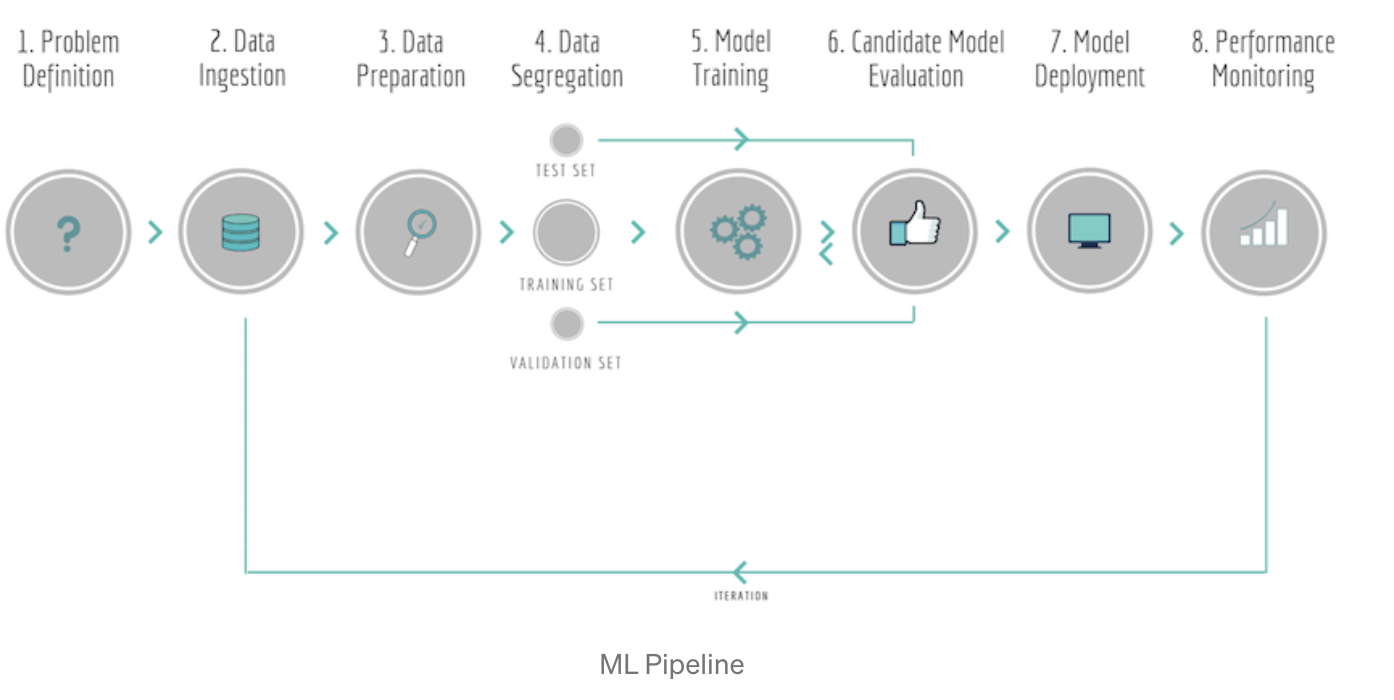 1. Problem
Definition
2. Data
Ingestion
3. Data
Preparation
4. Data
Segregation
5. Model
Training
6. Candidate Model
Evaluation
7. Model
Deployment
8. Performance
Monitoring
TEST SET
?
TRAINING SET
VALIDATION SET
ITERATION
ML Pipeline